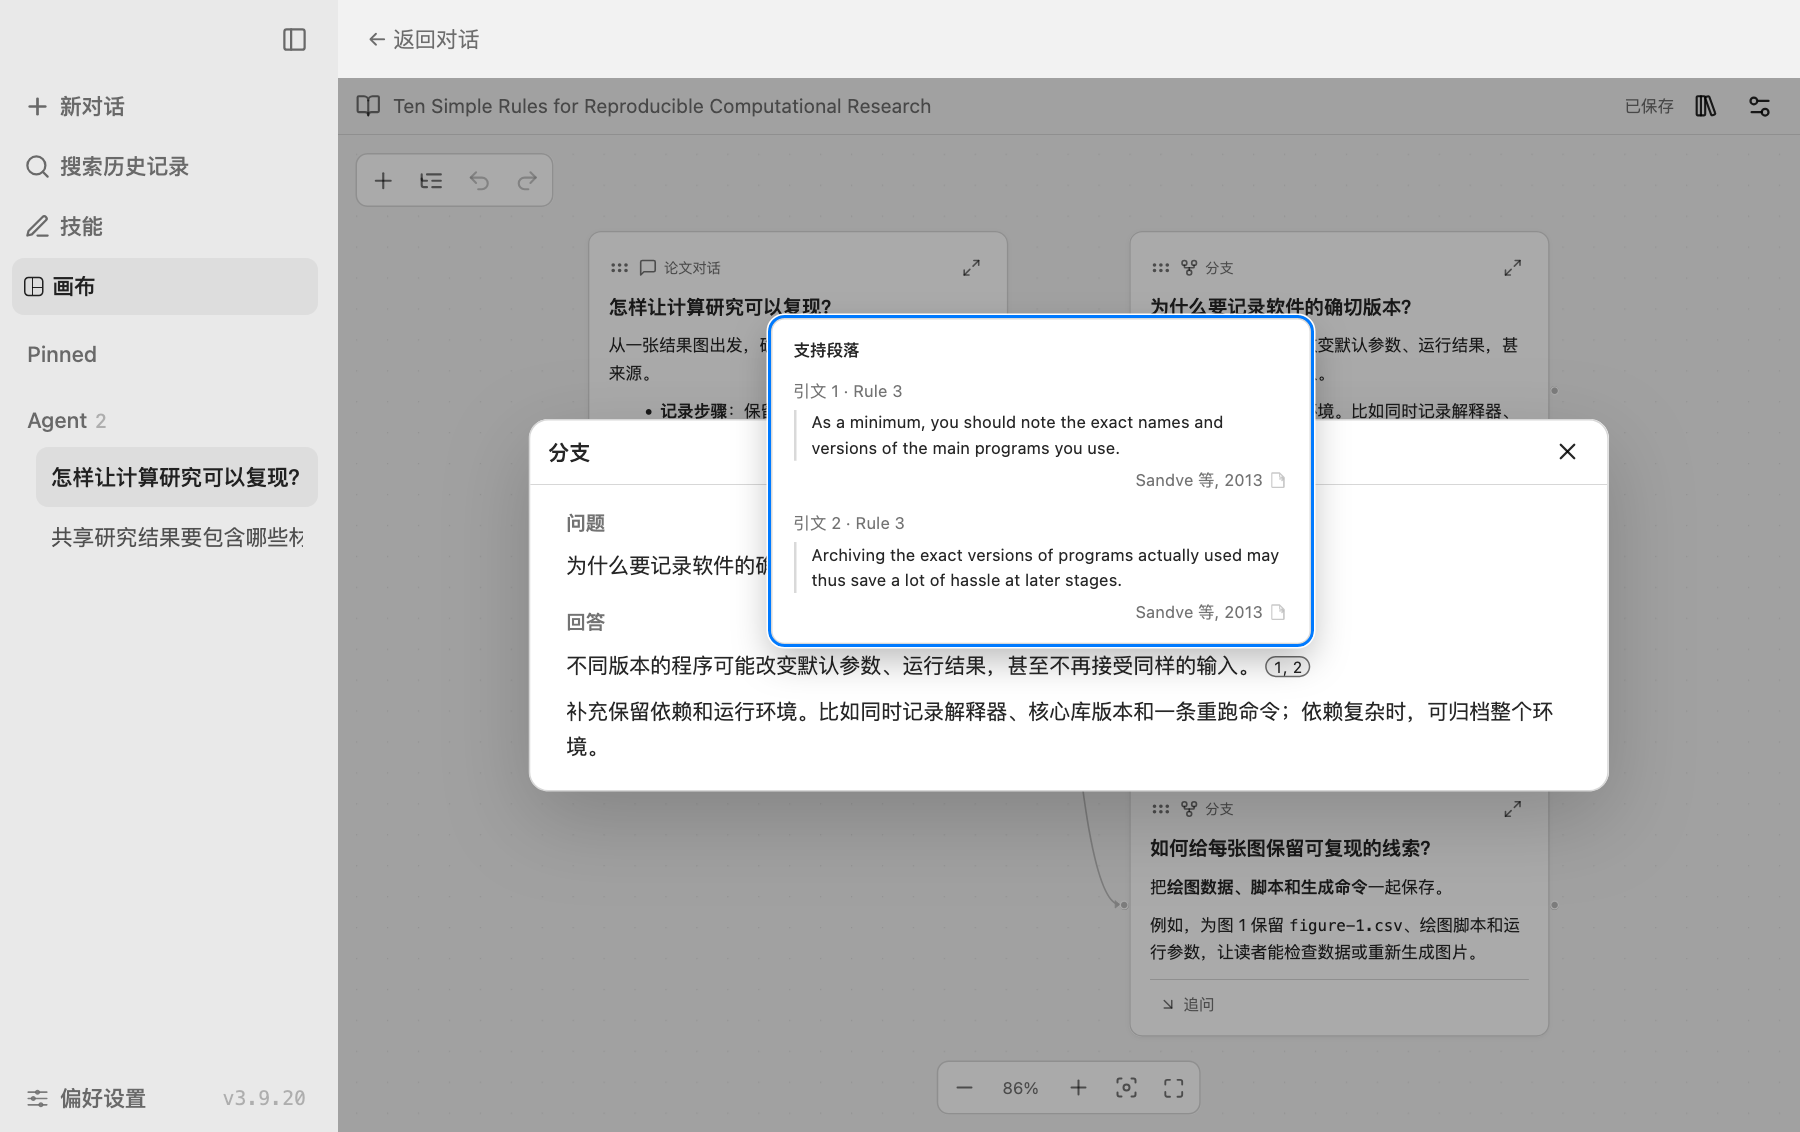 返回对话
新对话
搜索历史记录
技能
画布
Pinned
Agent 2
怎样让计算研究可以复现?
共享研究结果要包含哪些
偏好设置
v3.9.20
Ten Simple Rules for Reproducible Computational Research
已保存
论文对话
怎样让计算研究可以复现?
从一张结果图出发，
来源。
记录步骤：保
分支
为什么要记录软件的确切版本?
变默认参数、运行结果，甚
。
境。比如同时记录解释器、
支持段落
引文 1 · Rule 3
As a minimum, you should note the exact names and
versions of the main programs you use.
Sandve 等, 2013
引文 2 · Rule 3
Archiving the exact versions of programs actually used may
thus save a lot of hassle at later stages.
Sandve 等, 2013
分支
问题
为什么要记录软件的
回答
不同版本的程序可能改变默认参数、运行结果，甚至不再接受同样的输入。 1, 2
补充保留依赖和运行环境。比如同时记录解释器、核心库版本和一条重跑命令；依赖复杂时，可归档整个环
境。
分支
如何给每张图保留可复现的线索?
把绘图数据、脚本和生成命令一起保存。
例如，为图 1 保留 figure-1.csv、绘图脚本和运
行参数，让读者能检查数据或重新生成图片。
追问
86%